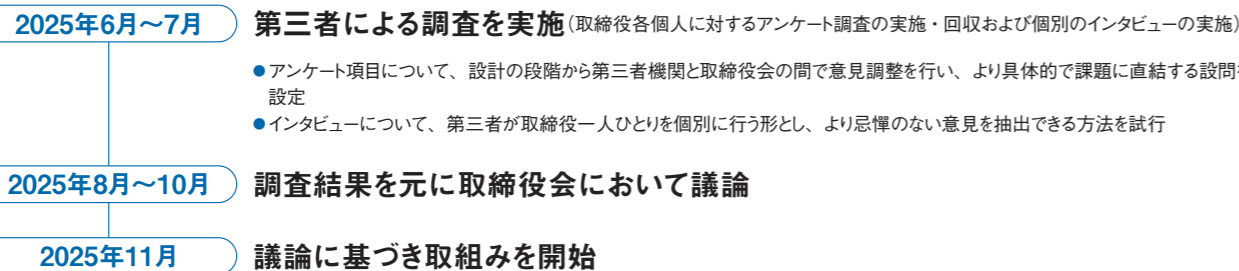 2025年6月～7月 第三者による調査を実施(取締役各個人に対するアンケート調査の実施・回収および個別のインタビューの実施)
●アンケート項目について、設計の段階から第三者機関と取締役会の間で意見調整を行い、より具体的で課題に直結する設問を
設定
●インタビューについて、第三者が取締役一人ひとりを個別に行う形とし、より忌憚のない意見を抽出できる方法を試行
2025年8月～10月 調査結果を元に取締役会において議論
2025年11月 議論に基づき取組みを開始